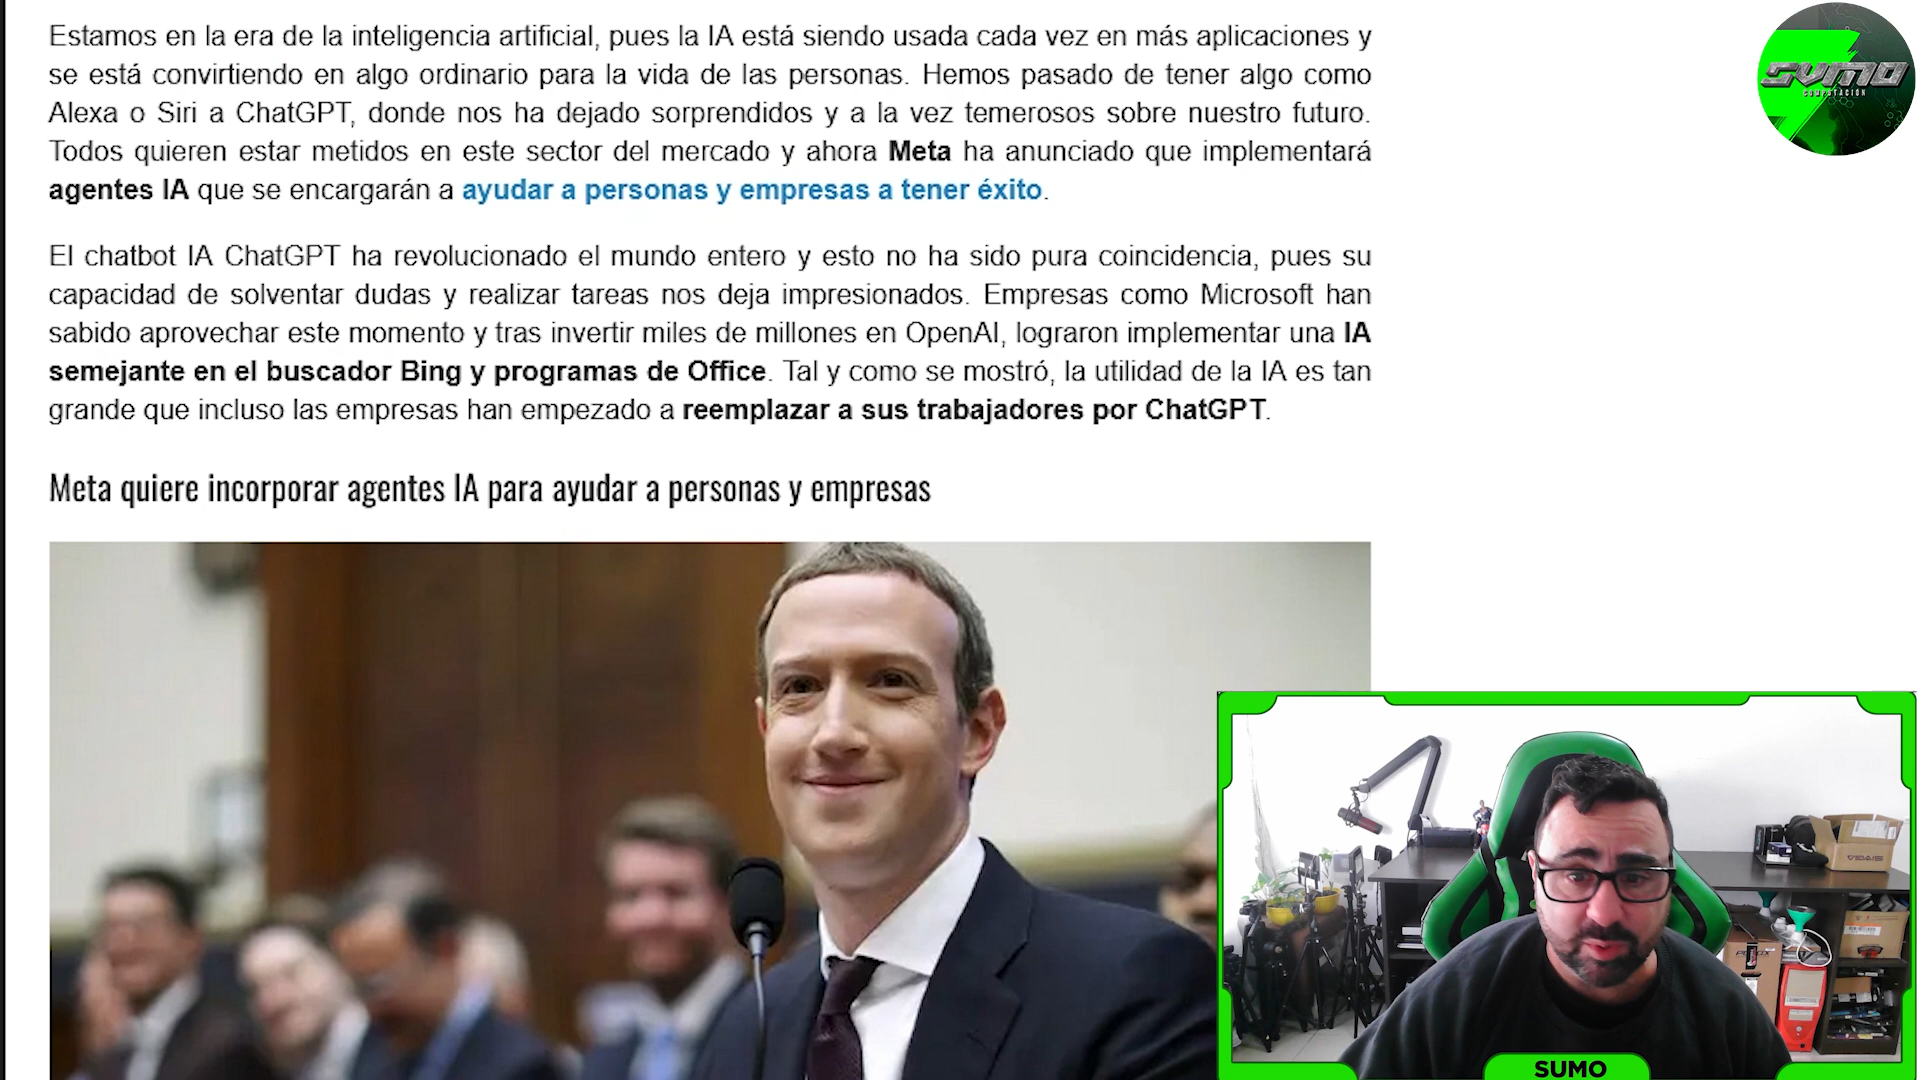 Estamos en la era de la inteligencia artificial, pues la IA está siendo usada cada vez en más aplicaciones y
se está convirtiendo en algo ordinario para la vida de las personas. Hemos pasado de tener algo como
Alexa o Siri a ChatGPT, donde nos ha dejado sorprendidos y a la vez temerosos sobre nuestro futuro.
Todos quieren estar metidos en este sector del mercado y ahora Meta ha anunciado que implementará
agentes IA que se encargarán a ayudar a personas y empresas a tener éxito.
El chatbot IA ChatGPT ha revolucionado el mundo entero y esto no ha sido pura coincidencia, pues su
capacidad de solventar dudas y realizar tareas nos deja impresionados. Empresas como Microsoft han
sabido aprovechar este momento y tras invertir miles de millones en OpenAI, lograron implementar una IA
semejante en el buscador Bing y programas de Office. Tal y como se mostró, la utilidad de la IA es tan
grande que incluso las empresas han empezado a reemplazar a sus trabajadores por ChatGPT.
Meta quiere incorporar agentes IA para ayudar a personas y empresas
SUMO
COMPUTACIÓN
SUMO